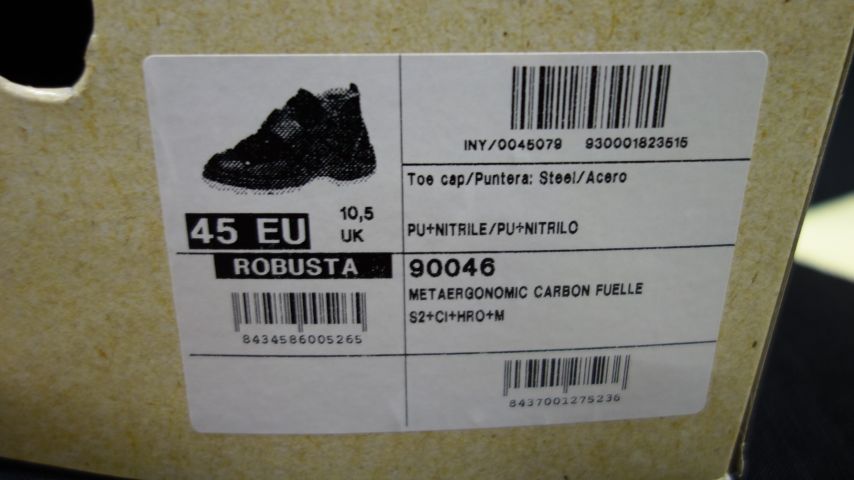 INY/0045079 930001823515
Toe cap/Puntera: Steel/Acero
PU+NITRILE/PU+NITRILO
45 EU
10,5
UK
ROBUSTA
8434586005265
90046
METAERGONOMIC CARBON FUELLE
S2+CI+HRO+M
8437001275236